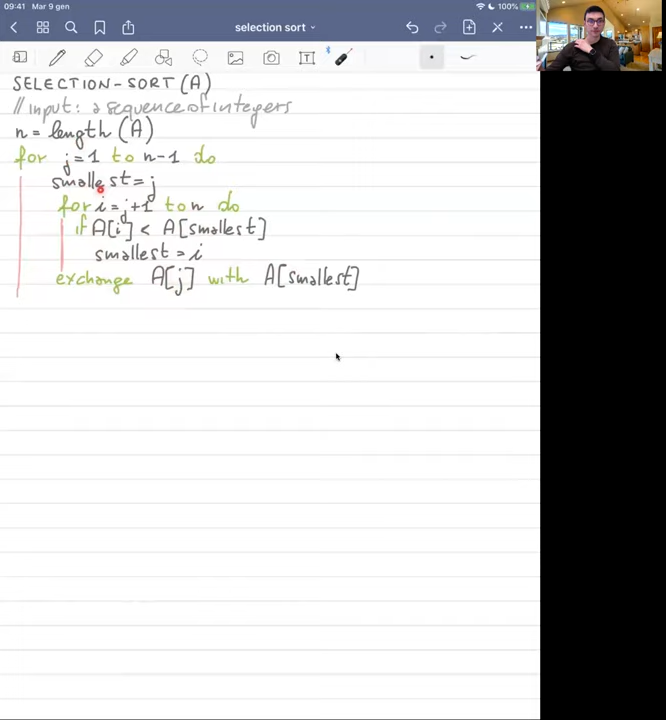 09:41 Mar 9 gen 100%
selection sort
SELECTION-SORT(A)
// input: a sequence of integers
n = length (A)
for j=1 to n-1 do
smallest = j
for i = j+1 to n do
if A[i] < A[smallest]
smallest = i
exchange A[j] with A[smallest]